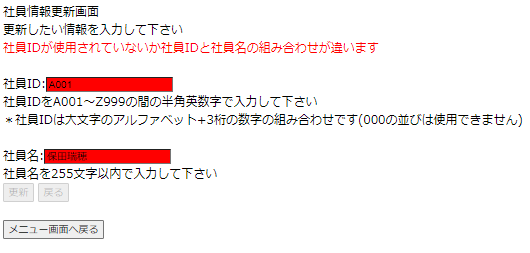 社員情報更新画面
更新したい情報を入力して下さい
社員IDが使用されていないか社員IDと社員名の組み合わせが違います
社員ID:A001
社員IDをA001～Z999の間の半角英数字で入力して下さい
＊社員IDは大文字のアルファベット+3桁の数字の組み合わせです(000の並びは使用できません)
社員名:保田瑞穂
社員名を255文字以内で入力して下さい
更新 戻る
メニュー画面へ戻る